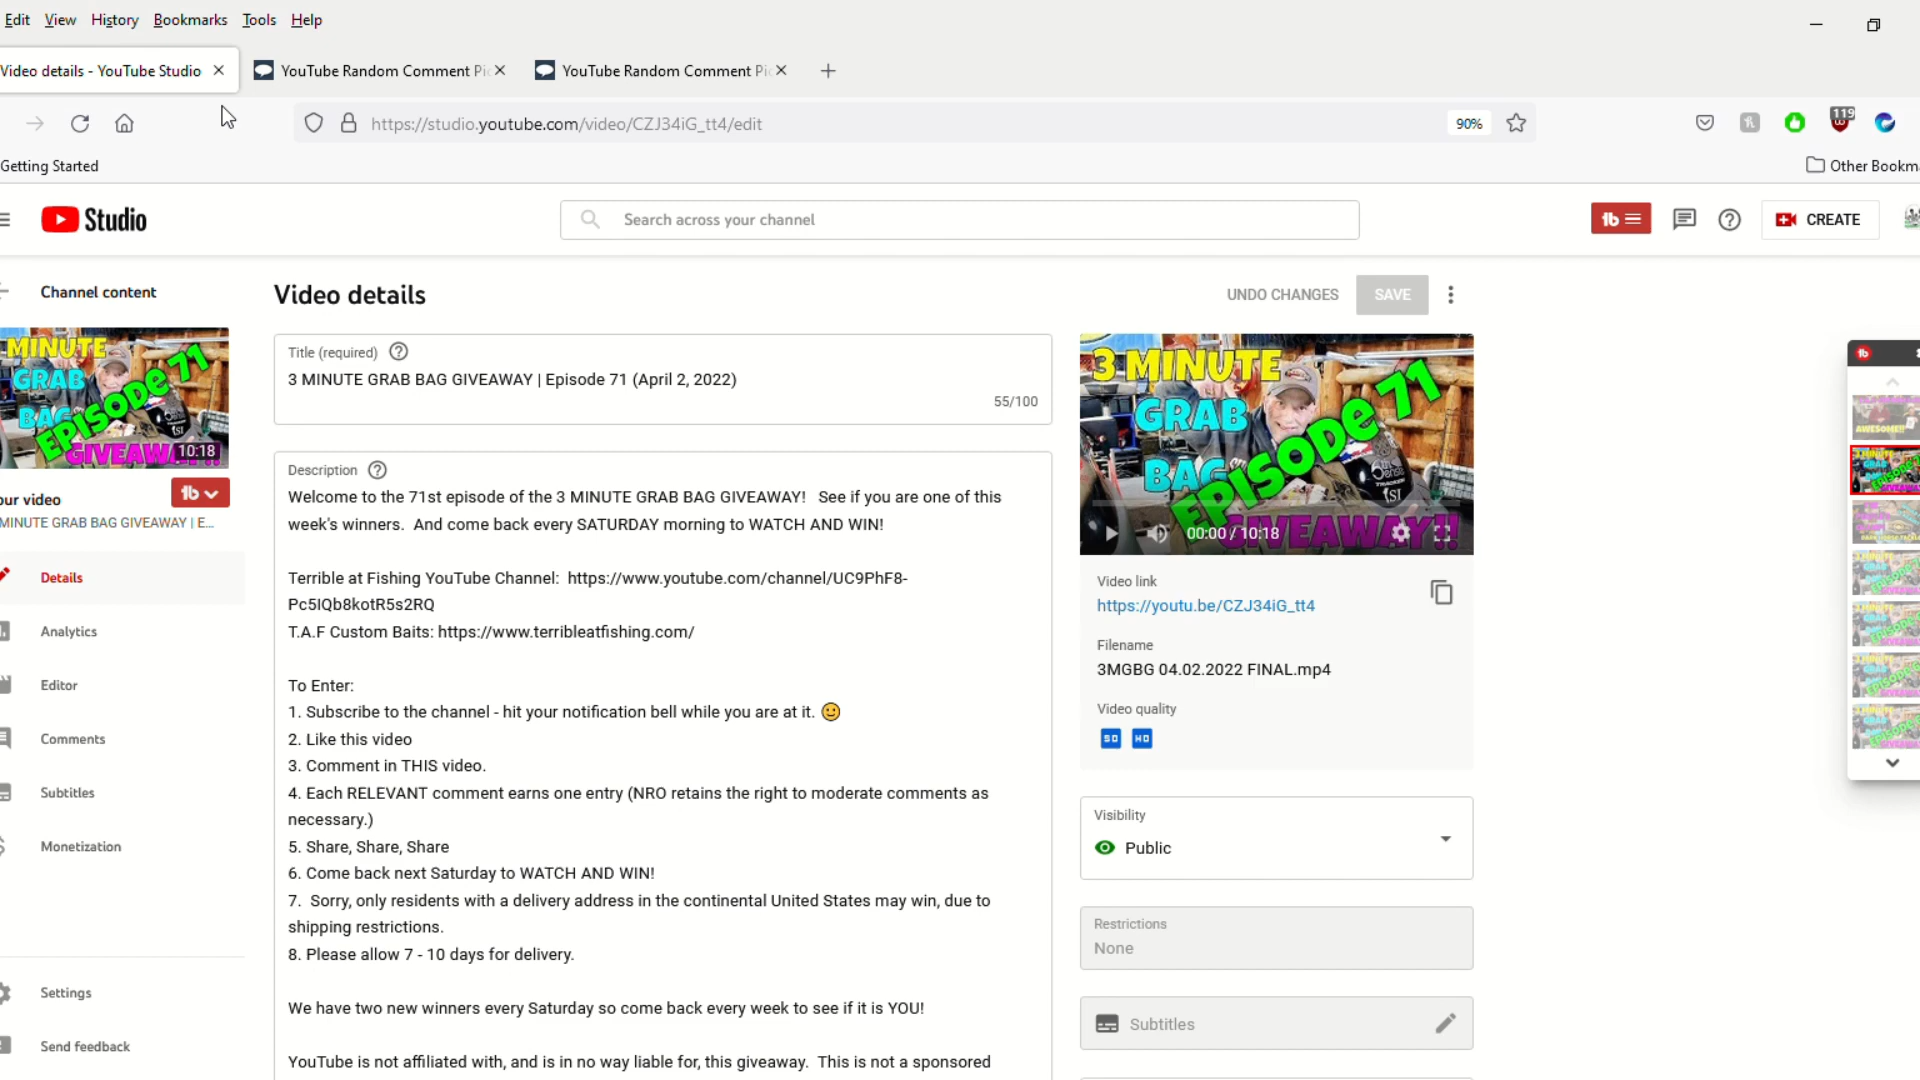 Edit View History Bookmarks Tools Help
Video details - YouTube Studio
YouTube Random Comment Pic
YouTube Random Comment Pic
https://studio.youtube.com/video/CZJ34iG_tt4/edit
90%
119
Getting Started
Other Bookma
Studio
Search across your channel
CREATE
Channel content
Video details
UNDO CHANGES
SAVE
MINUTE
GRAB
BAG
EPISODE 71
GIVEAW
10:18
our video
MINUTE GRAB BAG GIVEAWAY | E...
Details
Analytics
Editor
Comments
Subtitles
Monetization
Settings
Send feedback
Title (required)
3 MINUTE GRAB BAG GIVEAWAY | Episode 71 (April 2, 2022)
55/100
Description
Welcome to the 71st episode of the 3 MINUTE GRAB BAG GIVEAWAY! See if you are one of this
week's winners. And come back every SATURDAY morning to WATCH AND WIN!
Terrible at Fishing YouTube Channel: https://www.youtube.com/channel/UC9PhF8-
Pc5IQb8kotR5s2RQ
T.A.F Custom Baits: https://www.terribleatfishing.com/
To Enter:
1. Subscribe to the channel - hit your notification bell while you are at it. 🙂
2. Like this video
3. Comment in THIS video.
4. Each RELEVANT comment earns one entry (NRO retains the right to moderate comments as
necessary.)
5. Share, Share, Share
6. Come back next Saturday to WATCH AND WIN!
7. Sorry, only residents with a delivery address in the continental United States may win, due to
shipping restrictions.
8. Please allow 7 - 10 days for delivery.
We have two new winners every Saturday so come back every week to see if it is YOU!
YouTube is not affiliated with, and is in no way liable for, this giveaway. This is not a sponsored
3 MINUTE
GRAB
BAG
EPISODE 71
GIVEAWAY!!
00:00 / 10:18
Video link
https://youtu.be/CZJ34iG_tt4
Filename
3MGBG 04.02.2022 FINAL.mp4
Video quality
SD HD
Visibility
Public
Restrictions
None
Subtitles
AWESOME!!